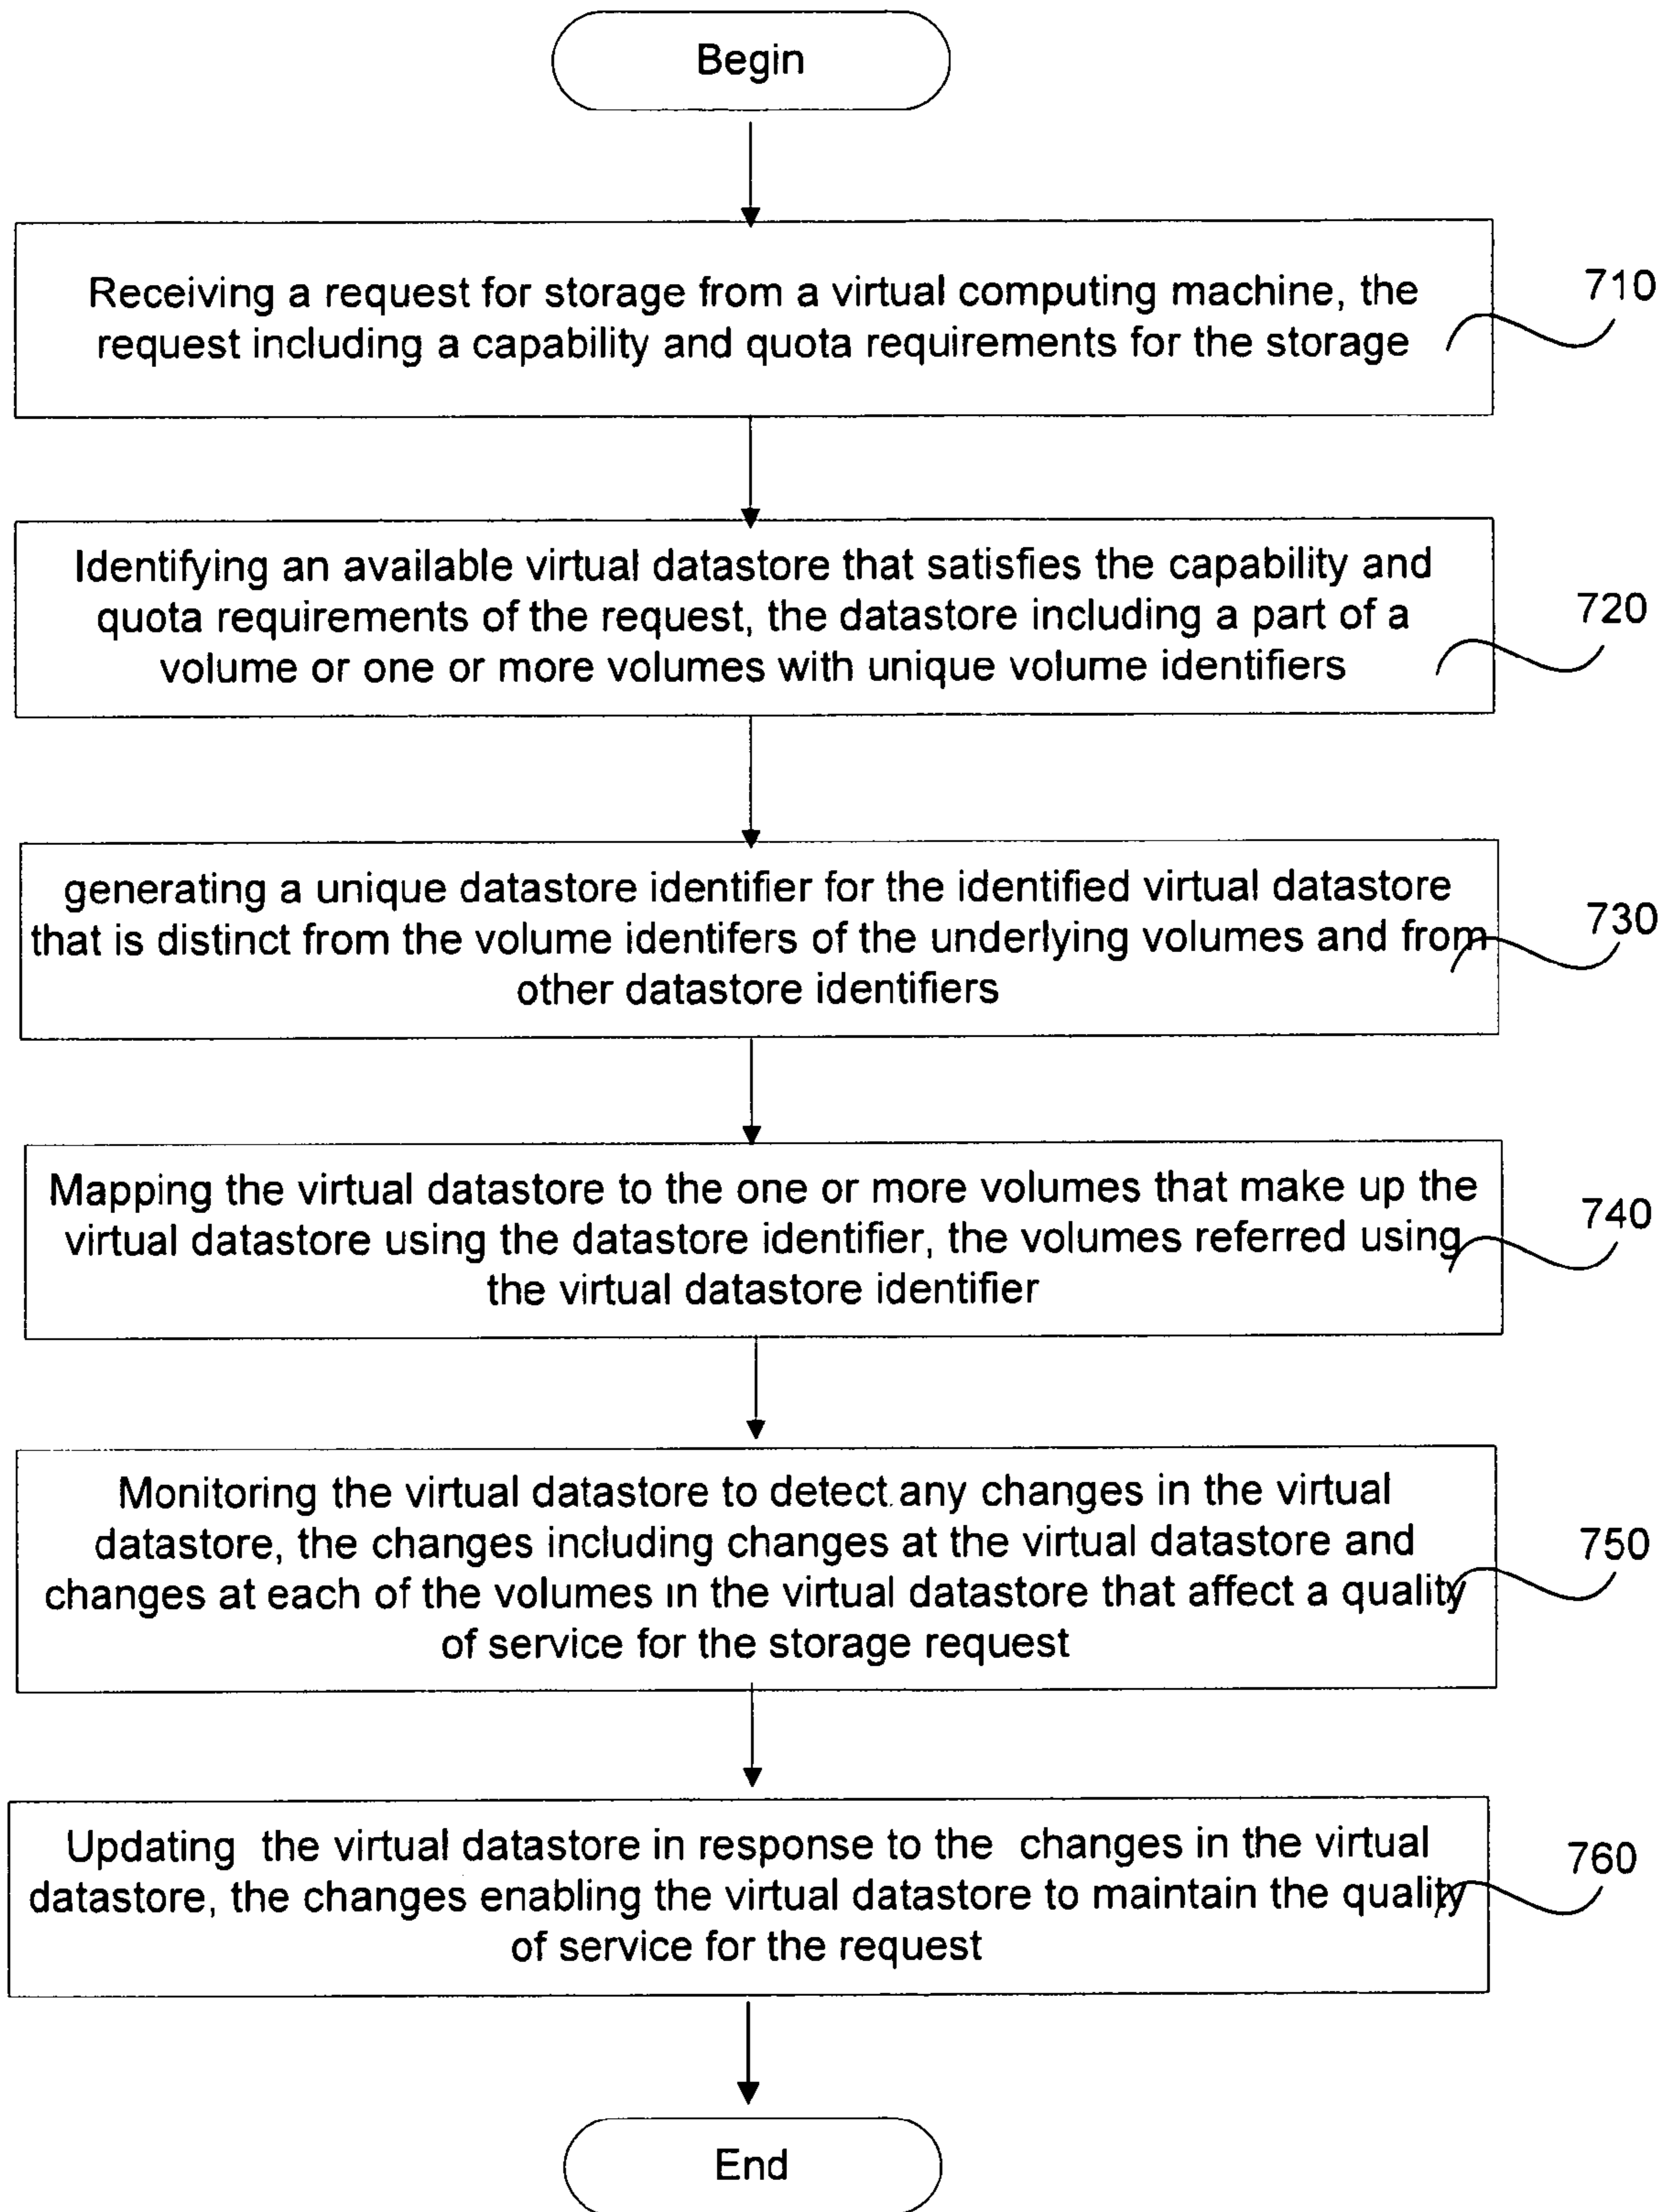 Begin
Receiving a request for storage from a virtual computing machine, the
request including a capability and quota requirements for the storage
710
Identifying an available virtual datastore that satisfies the capability and
quota requirements of the request, the datastore including a part of a
volume or one or more volumes with unique volume identifiers
720
generating a unique datastore identifier for the identified virtual datastore
that is distinct from the volume identifers of the underlying volumes and from
other datastore identifiers
730
Mapping the virtual datastore to the one or more volumes that make up the
virtual datastore using the datastore identifier, the volumes referred using
the virtual datastore identifier
740
Monitoring the virtual datastore to detect any changes in the virtual
datastore, the changes including changes at the virtual datastore and
changes at each of the volumes in the virtual datastore that affect a quality
of service for the storage request
750
Updating the virtual datastore in response to the changes in the virtual
datastore, the changes enabling the virtual datastore to maintain the quality
of service for the request
760
End